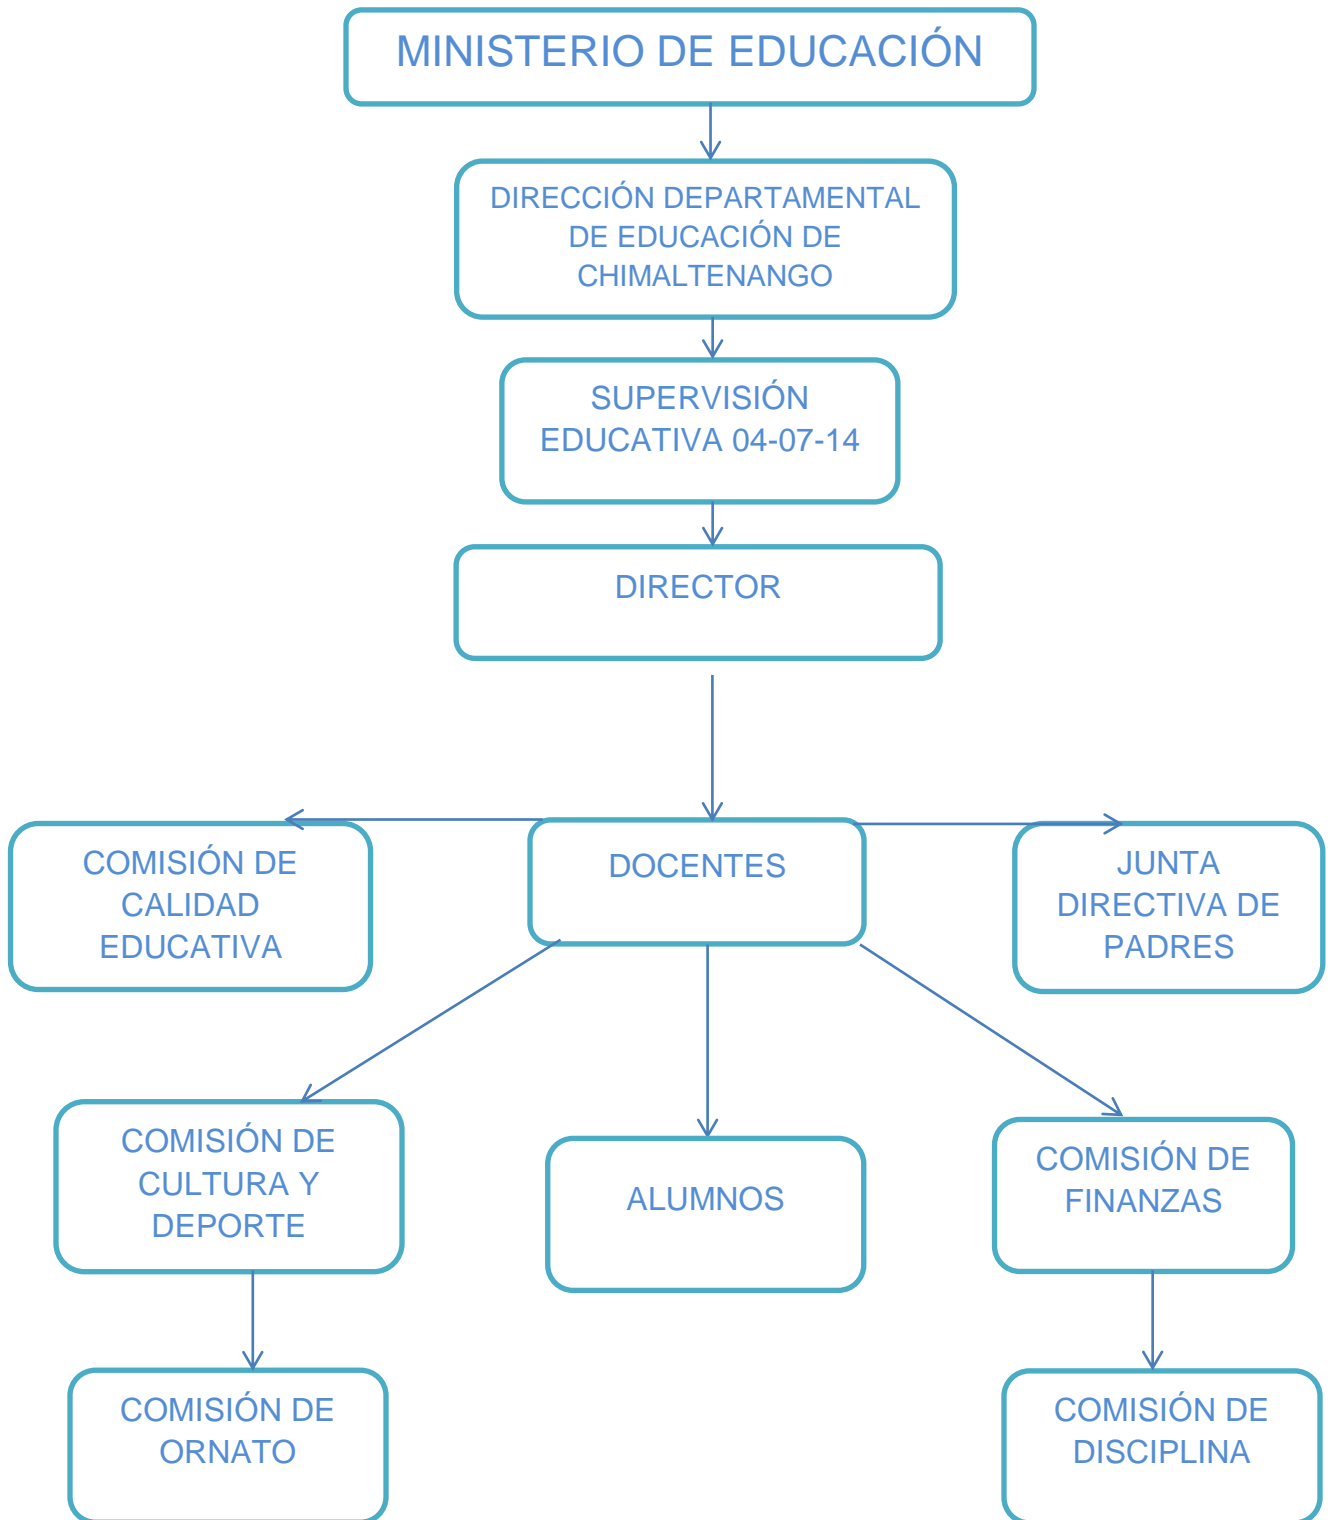 MINISTERIO DE EDUCACIÓN
DIRECCIÓN DEPARTAMENTAL
DE EDUCACIÓN DE
CHIMALTENANGO
SUPERVISIÓN
EDUCATIVA 04-07-14
DIRECTOR
COMISIÓN DE
CALIDAD
EDUCATIVA
DOCENTES
JUNTA
DIRECTIVA DE
PADRES
COMISIÓN DE
CULTURA Y
DEPORTE
ALUMNOS
COMISIÓN DE
FINANZAS
COMISIÓN DE
ORNATO
COMISIÓN DE
DISCIPLINA